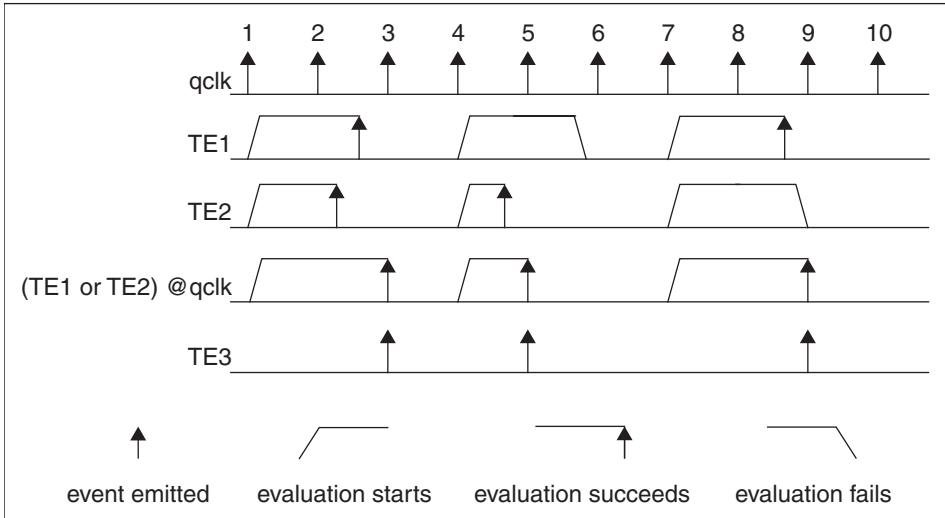 1 2 3 4 5 6 7 8 9 10
qclk
TE1
TE2
(TE1 or TE2) @qclk
TE3
event emitted evaluation starts evaluation succeeds evaluation fails